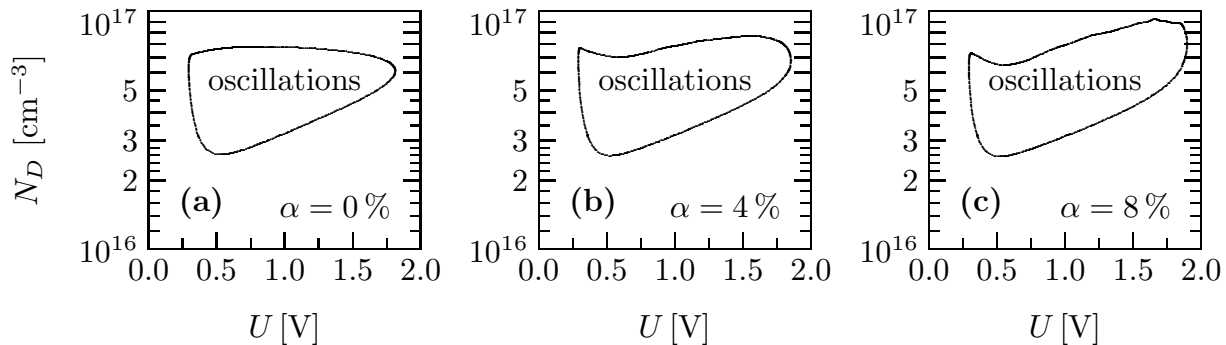 N_D [cm^{-3}]
10^{17}
5
3
2
10^{16}
oscillations
(a) α = 0 %
0.0 0.5 1.0 1.5 2.0
U [V]
10^{17}
5
3
2
10^{16}
oscillations
(b) α = 4 %
0.0 0.5 1.0 1.5 2.0
U [V]
10^{17}
5
3
2
10^{16}
oscillations
(c) α = 8 %
0.0 0.5 1.0 1.5 2.0
U [V]